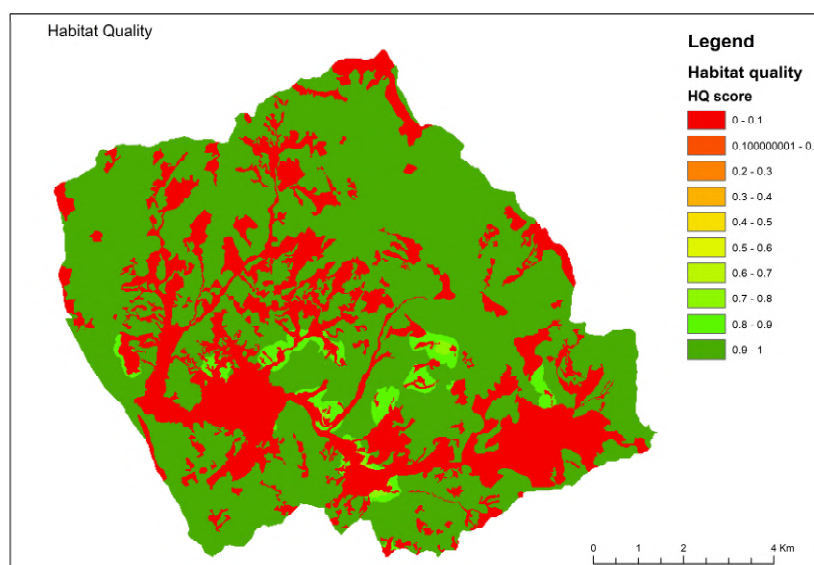 Habitat Quality
Legend
Habitat quality
HQ score
0 - 0.1
0.100000001 - 0.
0.2 - 0.3
0.3 - 0.4
0.4 - 0.5
0.5 - 0.6
0.6 - 0.7
0.7 - 0.8
0.8 - 0.9
0.9 - 1
0 1 2 4 Km